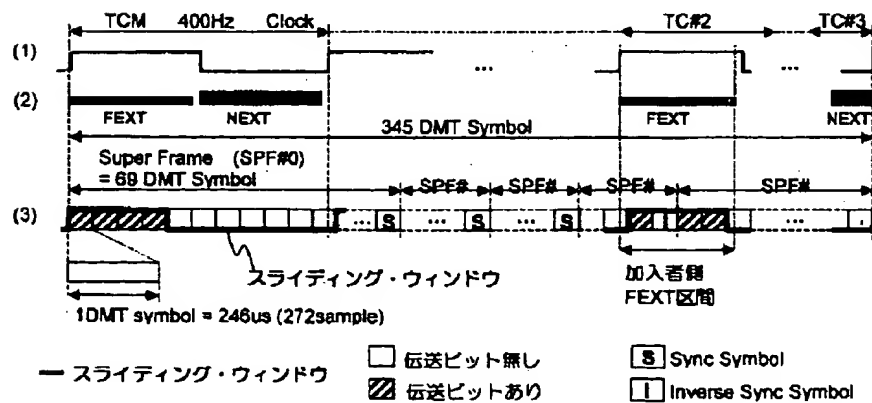 TCM 400Hz Clock TC#2 TC#3
(1) ... ...
(2) FEXT NEXT FEXT NEXT
345 DMT Symbol
Super Frame (SPF#0)
= 69 DMT Symbol
SPF# SPF# SPF# SPF#
(3) ... S ... S ... S ... I
スライディング・ウィンドウ
加入者側
FEXT区間
1DMT symbol = 246us (272sample)
スライディング・ウィンドウ
伝送ビット無し
伝送ビットあり
S Sync Symbol
I Inverse Sync Symbol